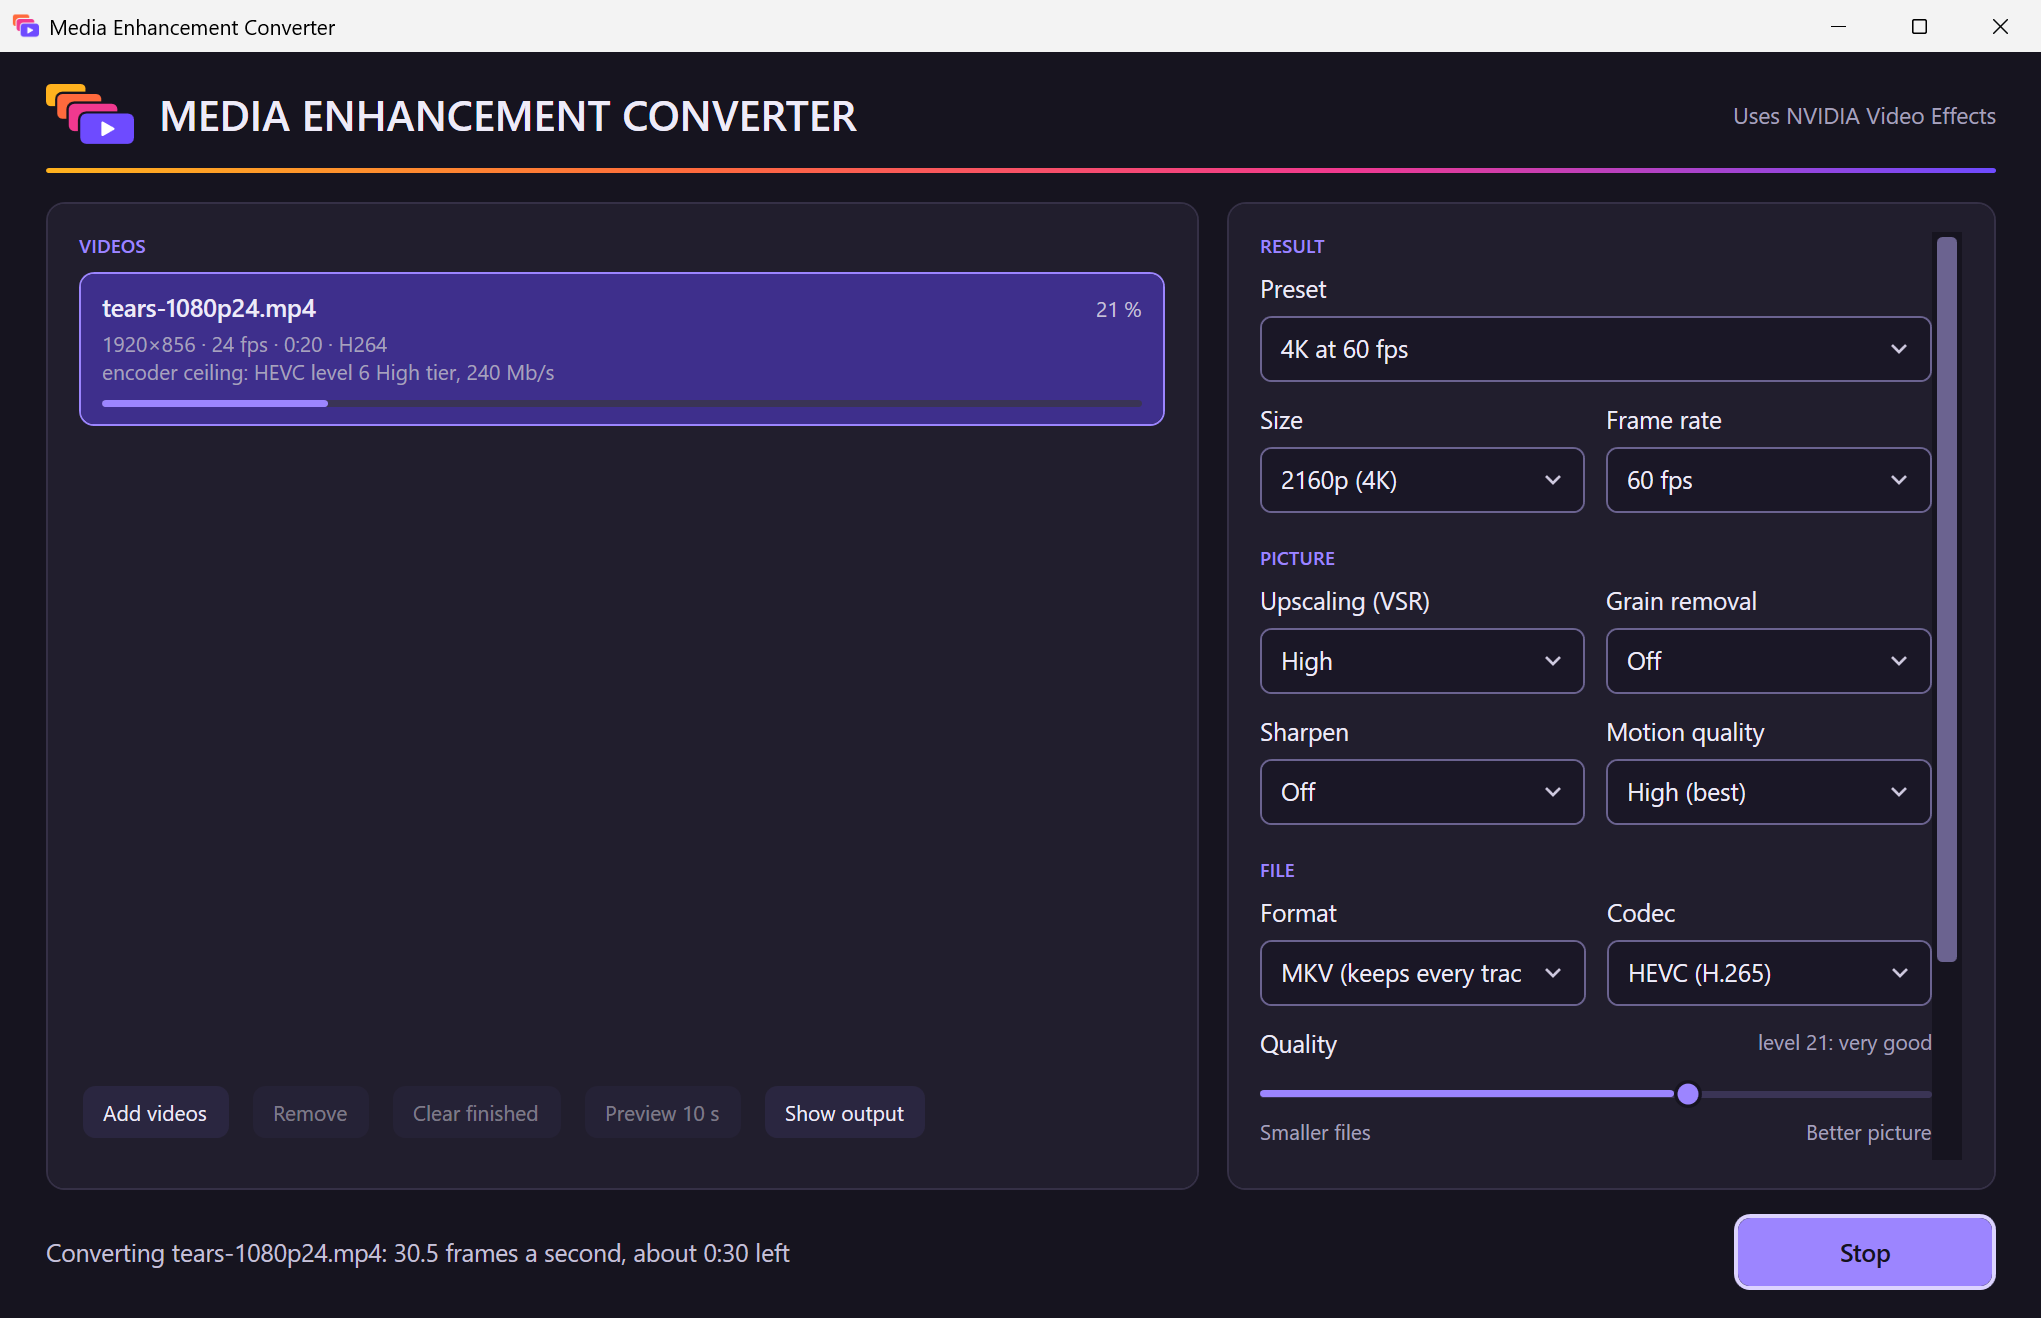 Media Enhancement Converter
MEDIA ENHANCEMENT CONVERTER
Uses NVIDIA Video Effects
VIDEOS
tears-1080p24.mp4
21 %
1920×856 · 24 fps · 0:20 · H264
encoder ceiling: HEVC level 6 High tier, 240 Mb/s
Add videos
Remove
Clear finished
Preview 10 s
Show output
RESULT
Preset
4K at 60 fps
Size
Frame rate
2160p (4K)
60 fps
PICTURE
Upscaling (VSR)
Grain removal
High
Off
Sharpen
Motion quality
Off
High (best)
FILE
Format
Codec
MKV (keeps every trac
HEVC (H.265)
Quality
level 21: very good
Smaller files
Better picture
Converting tears-1080p24.mp4: 30.5 frames a second, about 0:30 left
Stop